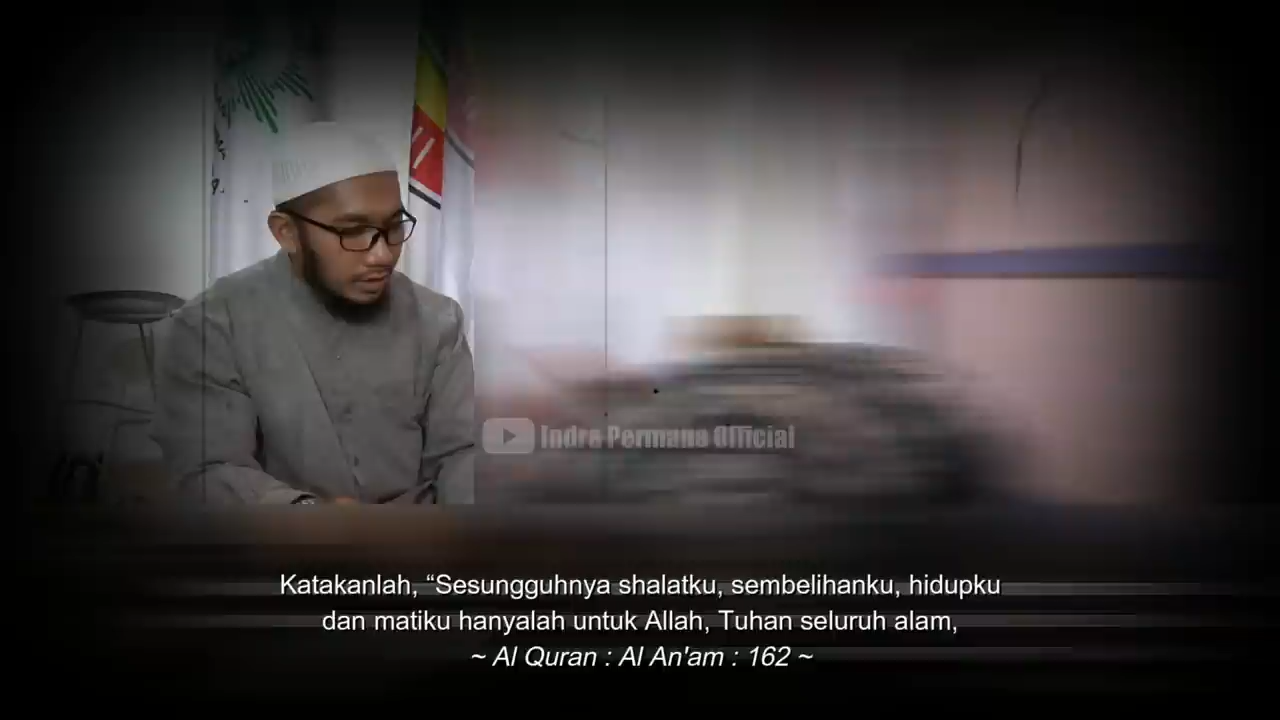 Indra Permana Official
Katakanlah, “Sesungguhnya shalatku, sembelihanku, hidupku
dan matiku hanyalah untuk Allah, Tuhan seluruh alam,
~ Al Quran : Al An'am : 162 ~